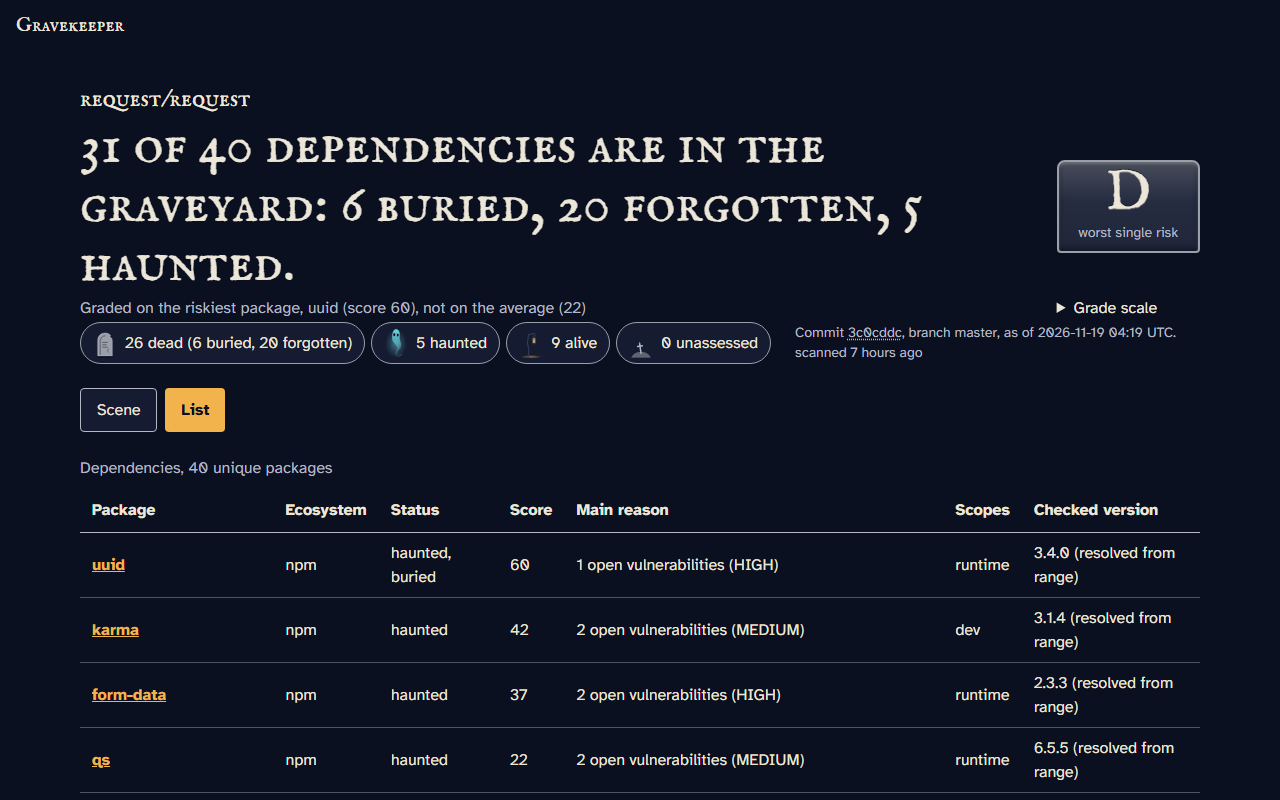 Gravekeeper
request/request
31 of 40 dependencies are in the
graveyard: 6 buried, 20 forgotten, 5
haunted.
D
worst single risk
Graded on the riskiest package, uuid (score 60), not on the average (22)
▶ Grade scale
26 dead (6 buried, 20 forgotten)
5 haunted
9 alive
0 unassessed
Commit 3c0cddc, branch master, as of 2026-11-19 04:19 UTC.
scanned 7 hours ago
Scene
List
Dependencies, 40 unique packages
Package Ecosystem Status Score Main reason Scopes Checked version
uuid npm haunted, buried 60 1 open vulnerabilities (HIGH) runtime 3.4.0 (resolved from range)
karma npm haunted 42 2 open vulnerabilities (MEDIUM) dev 3.1.4 (resolved from range)
form-data npm haunted 37 2 open vulnerabilities (HIGH) runtime 2.3.3 (resolved from range)
qs npm haunted 22 2 open vulnerabilities (MEDIUM) runtime 6.5.5 (resolved from range)